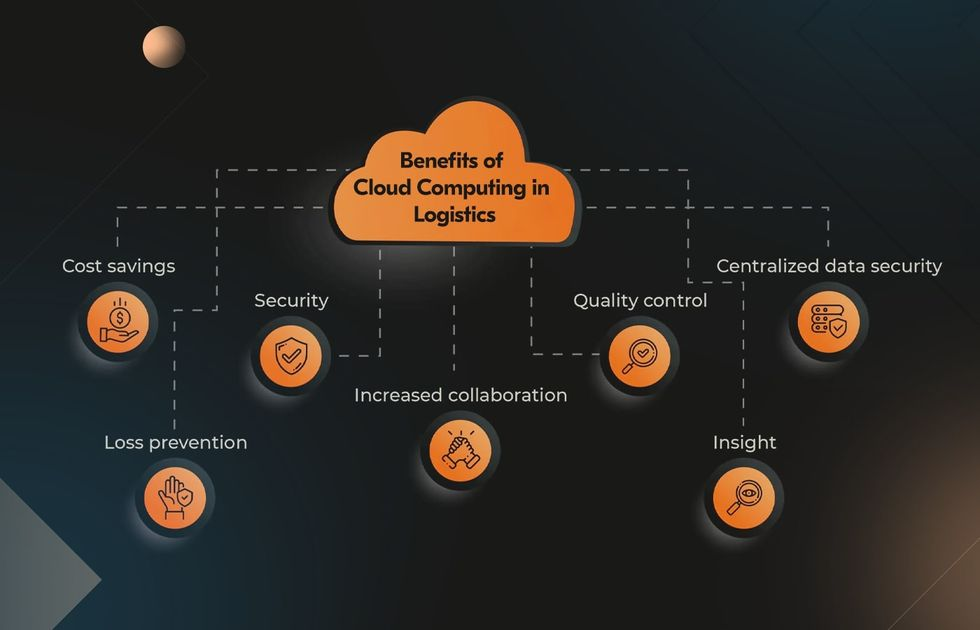 Benefits of
Cloud Computing in
Logistics
Cost savings
Centralized data security
Security
Quality control
Increased collaboration
Loss prevention
Insight
$